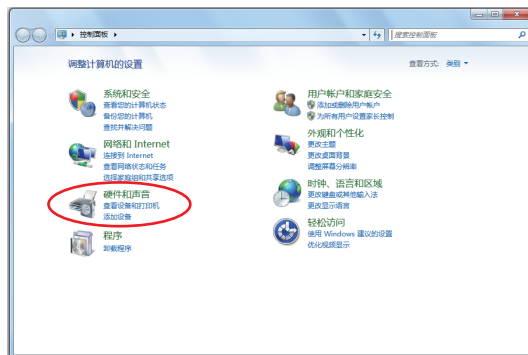 控制面板
搜索控制面板
调整计算机的设置
查看方式: 类别
系统和安全
查看您的计算机状态
备份您的计算机
查找并解决问题
网络和 Internet
连接到 Internet
查看网络状态和任务
选择家庭组和共享选项
硬件和声音
查看设备和打印机
添加设备
程序
卸载程序
用户帐户和家庭安全
添加或删除用户帐户
为所有用户设置家长控制
外观和个性化
更改主题
更改桌面背景
调整屏幕分辨率
时钟、语言和区域
更改键盘或其他输入法
更改显示语言
轻松访问
使用 Windows 建议的设置
优化视频显示